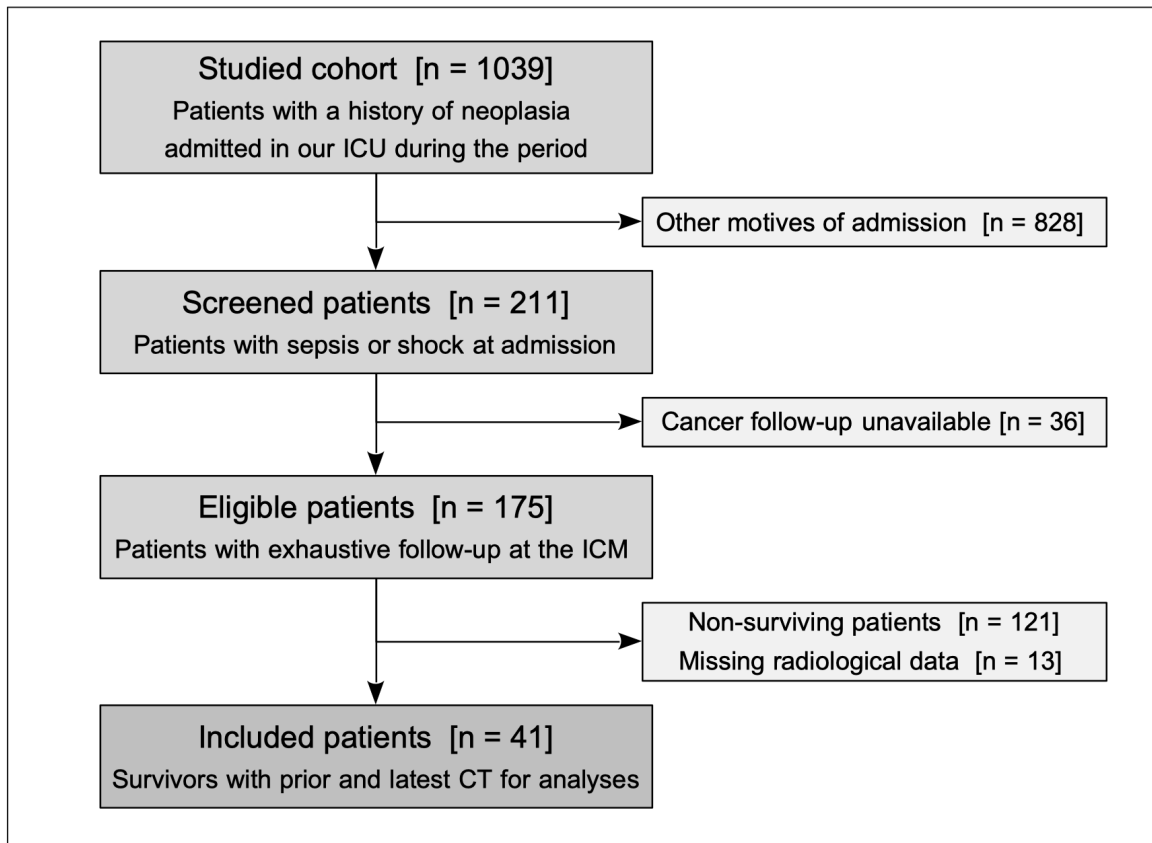 Studied cohort [n = 1039]
Patients with a history of neoplasia
admitted in our ICU during the period
Other motives of admission [n = 828]
Screened patients [n = 211]
Patients with sepsis or shock at admission
Cancer follow-up unavailable [n = 36]
Eligible patients [n = 175]
Patients with exhaustive follow-up at the ICM
Non-surviving patients [n = 121]
Missing radiological data [n = 13]
Included patients [n = 41]
Survivors with prior and latest CT for analyses